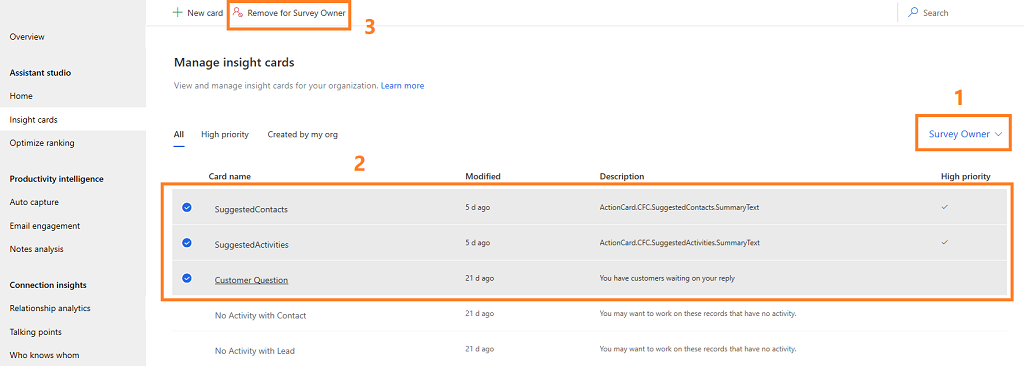 New card
Remove for Survey Owner
Search
3
Overview
Assistant studio
Home
Insight cards
Optimize ranking
Productivity intelligence
Auto capture
Email engagement
Notes analysis
Connection insights
Relationship analytics
Talking points
Who knows whom
Manage insight cards
View and manage insight cards for your organization. Learn more
1
All High priority Created by my org
Survey Owner
2
Card name Modified Description High priority
SuggestedContacts 5 d ago ActionCard.CFC.SuggestedContacts.SummaryText
SuggestedActivities 5 d ago ActionCard.CFC.SuggestedActivities.SummaryText
Customer Question 21 d ago You have customers waiting on your reply
No Activity with Contact 21 d ago You may want to work on these records that have no activity.
No Activity with Lead 21 d ago You may want to work on these records that have no activity.